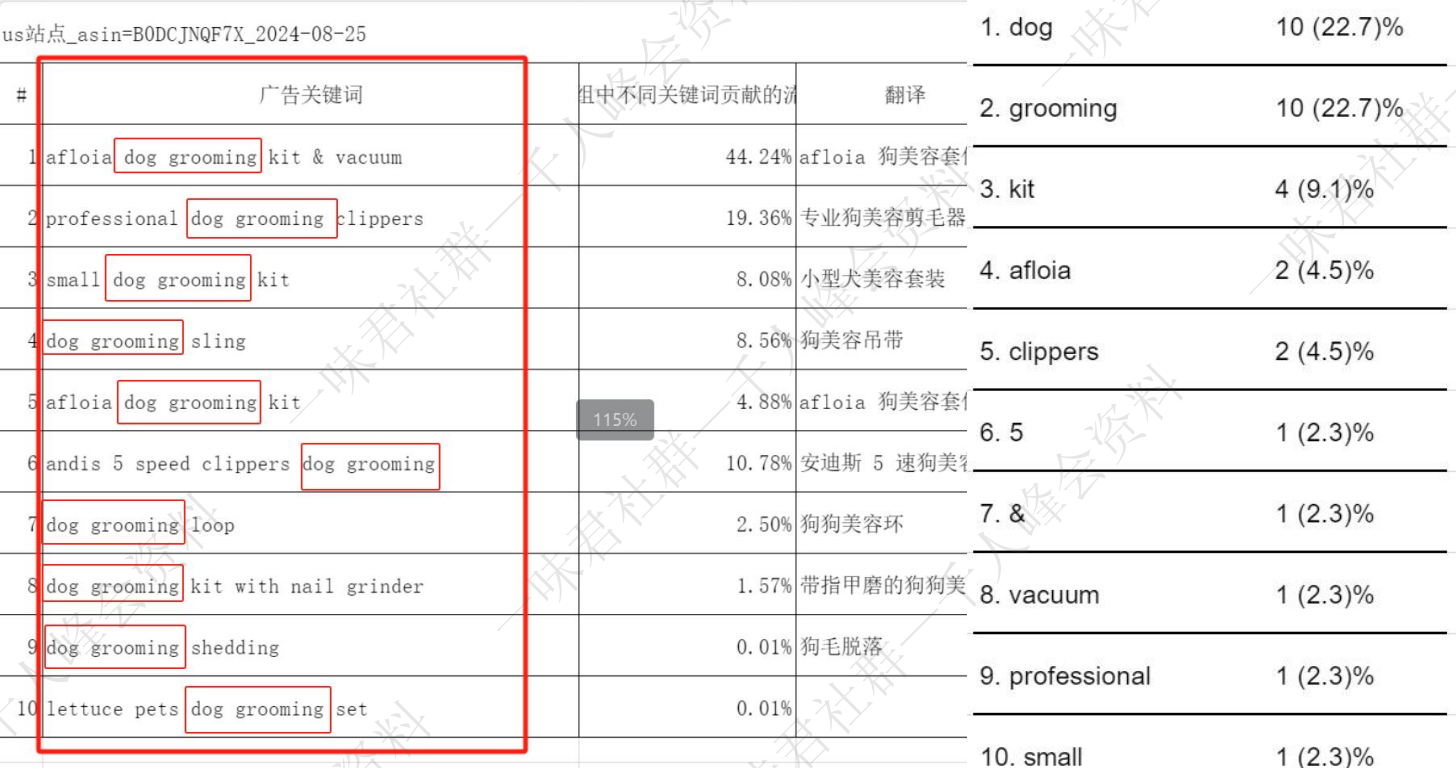 us站点_asin=B0DCJNQF7X_2024-08-25
# 广告关键词 组中不同关键词贡献的流 翻译
1 afloia dog grooming kit & vacuum 44.24% afloia 狗美容套
2 professional dog grooming clippers 19.36% 专业狗美容剪毛器
3 small dog grooming kit 8.08% 小型犬美容套装
4 dog grooming sling 8.56% 狗美容吊带
5 afloia dog grooming kit 4.88% afloia 狗美容套
6 andis 5 speed clippers dog grooming 10.78% 安迪斯 5 速狗美容
7 dog grooming loop 2.50% 狗狗美容环
8 dog grooming kit with nail grinder 1.57% 带指甲磨的狗狗美
9 dog grooming shedding 0.01% 狗毛脱落
10 lettuce pets dog grooming set 0.01%
115%
1. dog 10 (22.7)%
2. grooming 10 (22.7)%
3. kit 4 (9.1)%
4. afloia 2 (4.5)%
5. clippers 2 (4.5)%
6. 5 1 (2.3)%
7. & 1 (2.3)%
8. vacuum 1 (2.3)%
9. professional 1 (2.3)%
10. small 1 (2.3)%
一味君社群—千人峰会资料